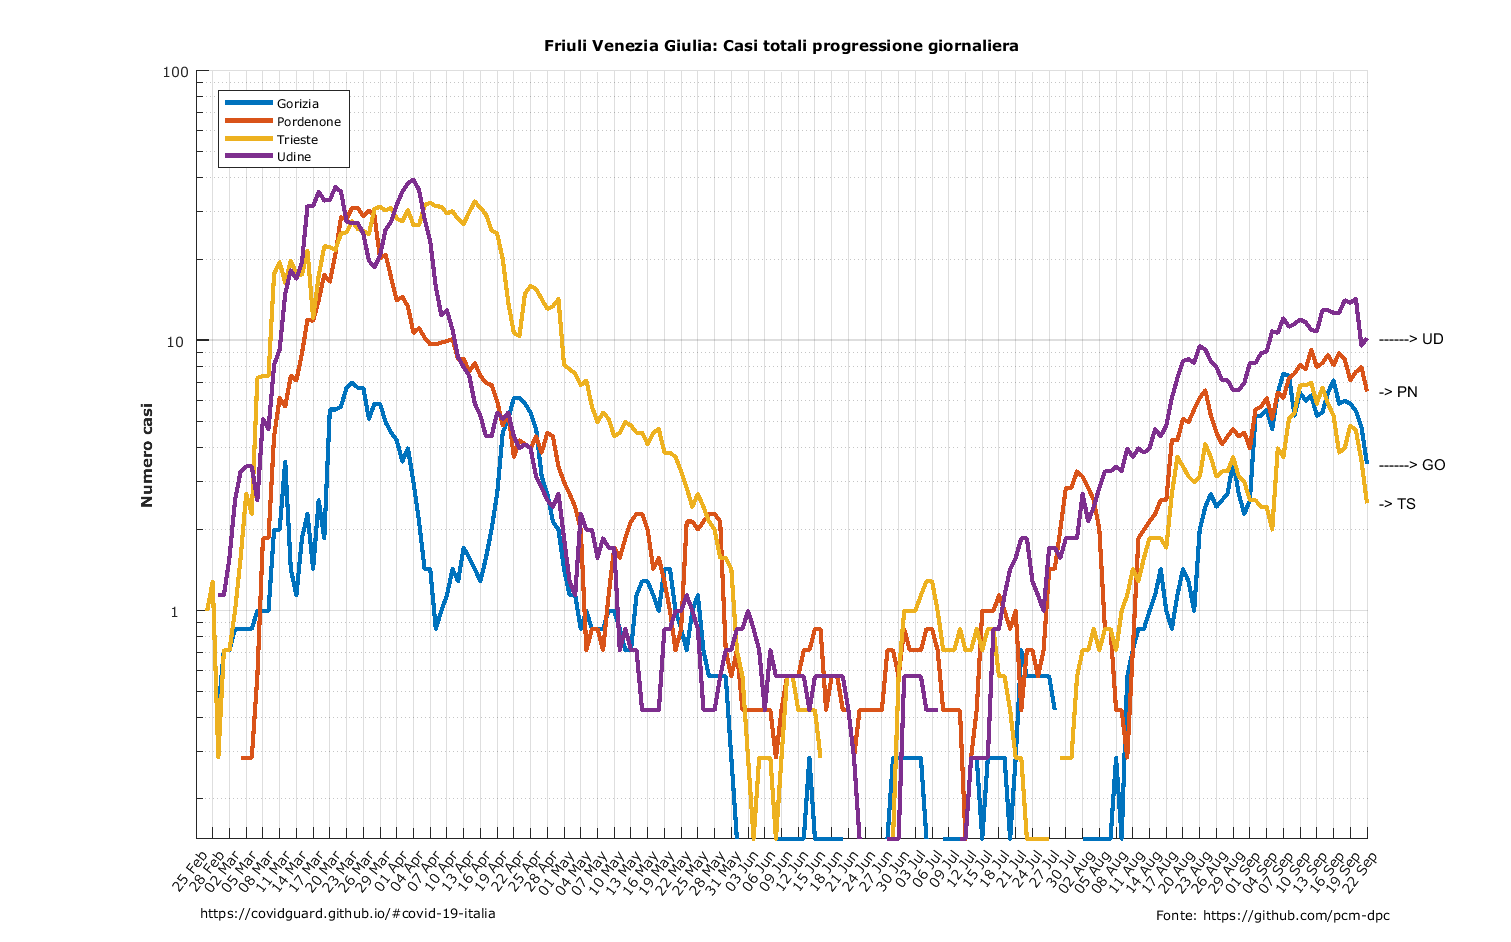 Friuli Venezia Giulia: Casi totali progressione giornaliera
100
10
1
Numero casi
Gorizia
Pordenone
Trieste
Udine
------> UD
-> PN
------> GO
-> TS
25 Feb
28 Feb
02 Mar
05 Mar
08 Mar
11 Mar
14 Mar
17 Mar
20 Mar
23 Mar
26 Mar
29 Mar
01 Apr
04 Apr
07 Apr
10 Apr
13 Apr
16 Apr
19 Apr
22 Apr
25 Apr
28 Apr
01 May
04 May
07 May
10 May
13 May
16 May
19 May
22 May
25 May
28 May
31 May
03 Jun
06 Jun
09 Jun
12 Jun
15 Jun
18 Jun
21 Jun
24 Jun
27 Jun
30 Jun
03 Jul
06 Jul
09 Jul
12 Jul
15 Jul
18 Jul
21 Jul
24 Jul
27 Jul
30 Jul
02 Aug
05 Aug
08 Aug
11 Aug
14 Aug
17 Aug
20 Aug
23 Aug
26 Aug
29 Aug
01 Sep
04 Sep
07 Sep
10 Sep
13 Sep
16 Sep
19 Sep
22 Sep
https://covidguard.github.io/#covid-19-italia
Fonte: https://github.com/pcm-dpc